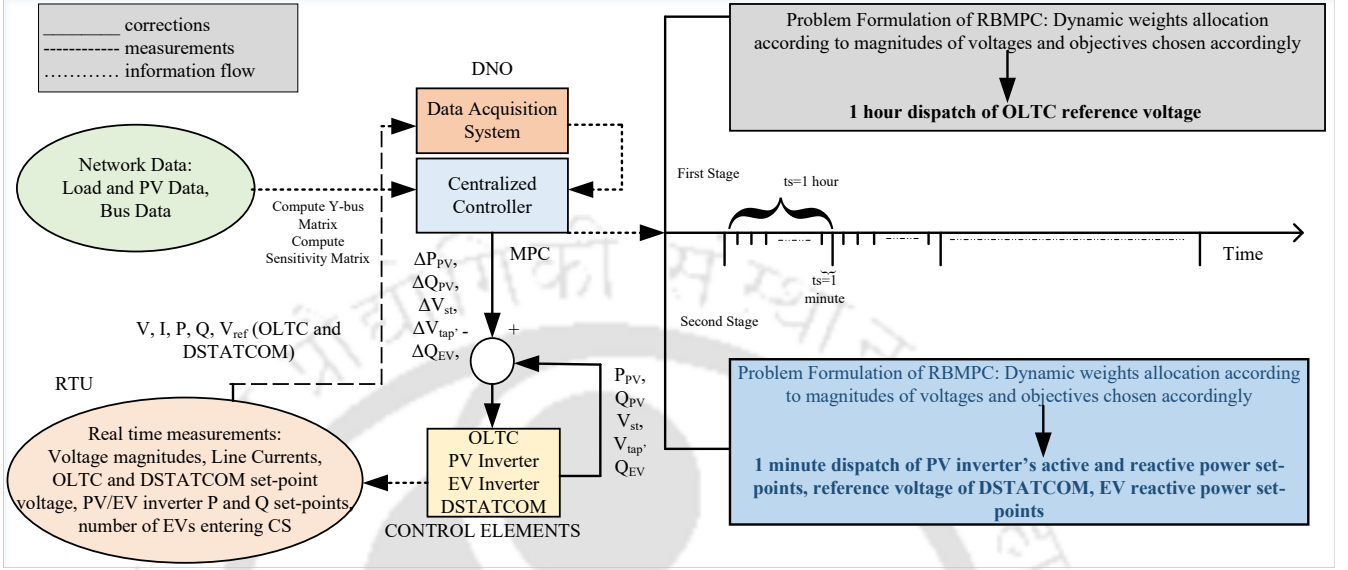 corrections
measurements
information flow
DNO
Data Acquisition
System
Centralized
Controller
MPC
Network Data:
Load and PV Data,
Bus Data
Compute Y-bus
Matrix
Compute
Sensitivity Matrix
ΔP_PV,
ΔQ_PV,
ΔV_st,
ΔV_tap, -
ΔQ_EV,
+
V, I, P, Q, V_ref (OLTC and
DSTATCOM)
RTU
Real time measurements:
Voltage magnitudes, Line Currents,
OLTC and DSTATCOM set-point
voltage, PV/EV inverter P and Q set-points,
number of EVs entering CS
OLTC
PV Inverter
EV Inverter
DSTATCOM
CONTROL ELEMENTS
P_PV,
Q_PV
V_st,
V_tap,
Q_EV
Problem Formulation of RBMPC: Dynamic weights allocation
according to magnitudes of voltages and objectives chosen accordingly
1 hour dispatch of OLTC reference voltage
First Stage
ts=1 hour
Time
ts=1
minute
Second Stage
Problem Formulation of RBMPC: Dynamic weights allocation according
to magnitudes of voltages and objectives chosen accordingly
1 minute dispatch of PV inverter's active and reactive power set-
points, reference voltage of DSTATCOM, EV reactive power set-
points